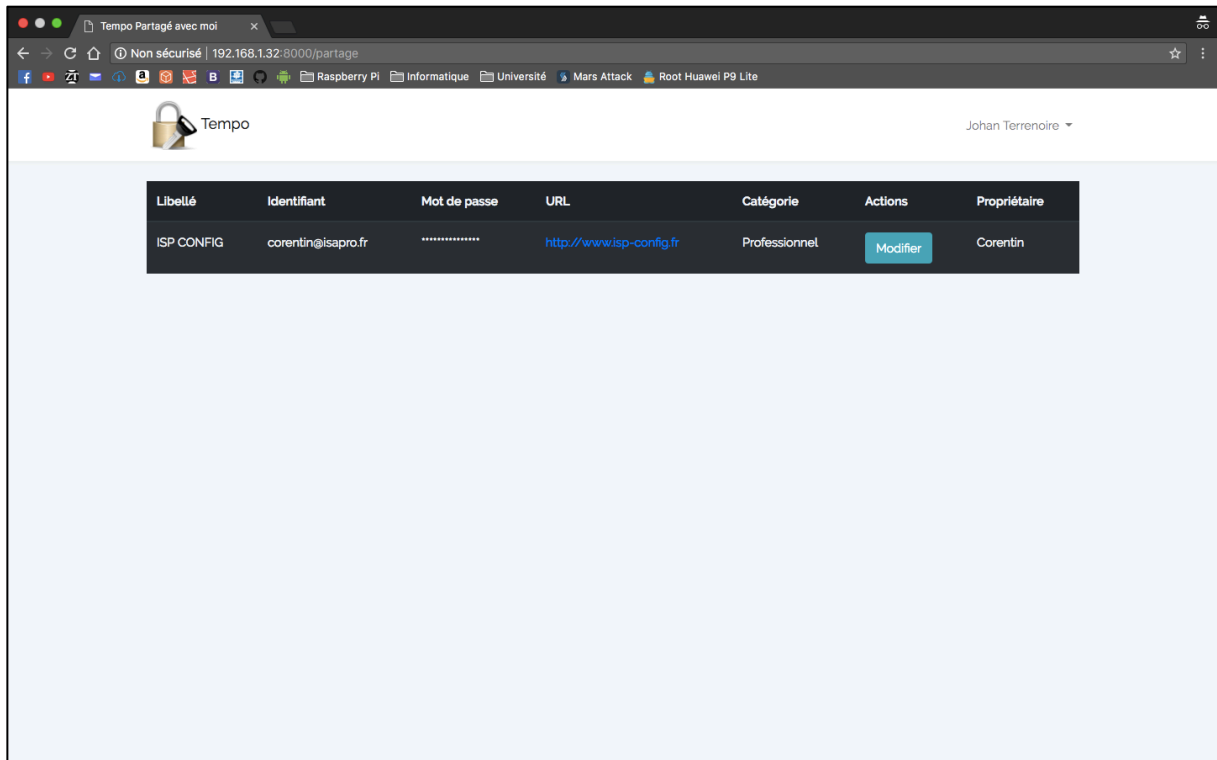 Tempo Partagé avec moi
Non sécurisé | 192.168.1.32:8000/partage
Raspberry Pi Informatique Université Mars Attack Root Huawei P9 Lite
Tempo Johan Terrenoire
Libellé Identifiant Mot de passe URL Catégorie Actions Propriétaire
ISP CONFIG corentin@isapro.fr *************** http://www.isp-config.fr Professionnel Modifier Corentin